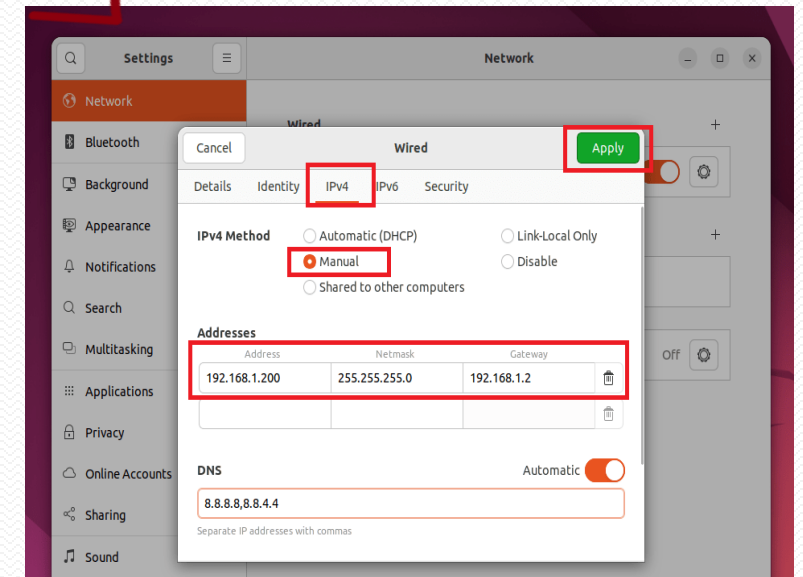 Settings
Network
Network
Bluetooth
Background
Appearance
Notifications
Search
Multitasking
Applications
Privacy
Online Accounts
Sharing
Sound
Wired
Cancel
Wired
Apply
Details Identity IPv4 IPv6 Security
IPv4 Method Automatic (DHCP) Link-Local Only
Manual Disable
Shared to other computers
Addresses
Address Netmask Gateway
192.168.1.200 255.255.255.0 192.168.1.2
DNS Automatic
8.8.8.8,8.8.4.4
Separate IP addresses with commas
Off